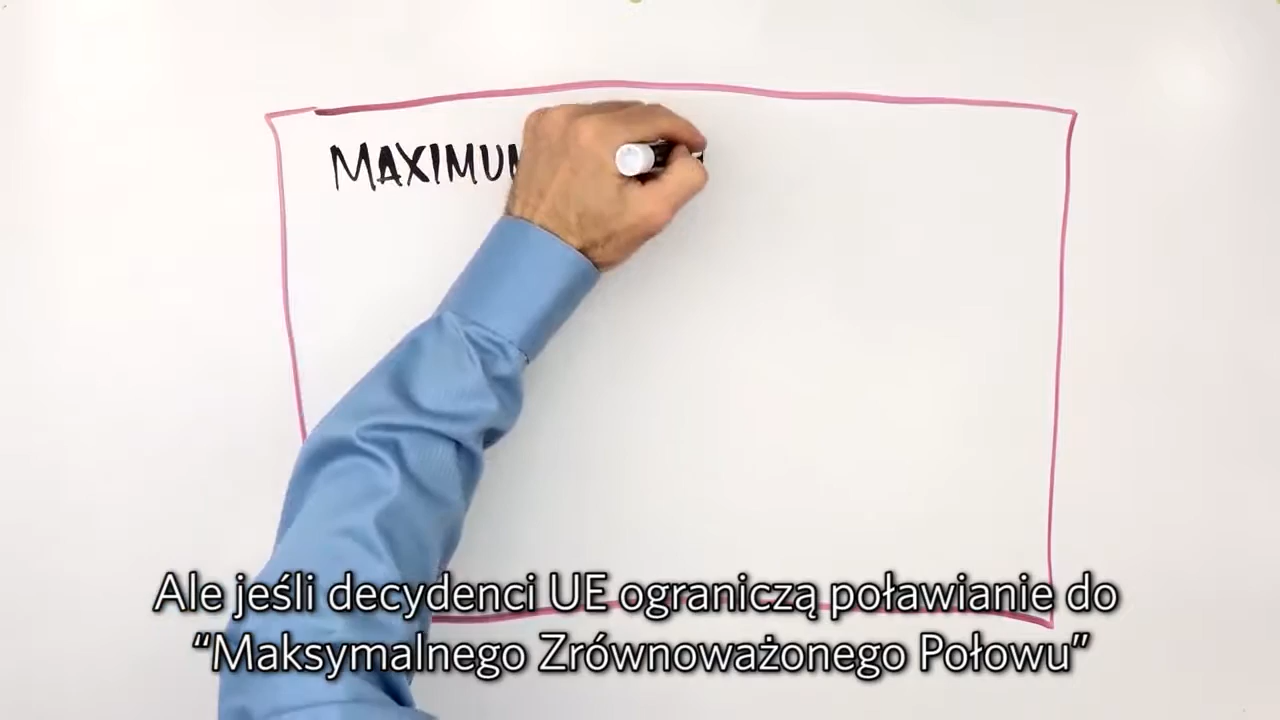 MAXIMUM
Ale jeśli decydenci UE ograniczą poławianie do
“Maksymalnego Zrównoważonego Połowu”